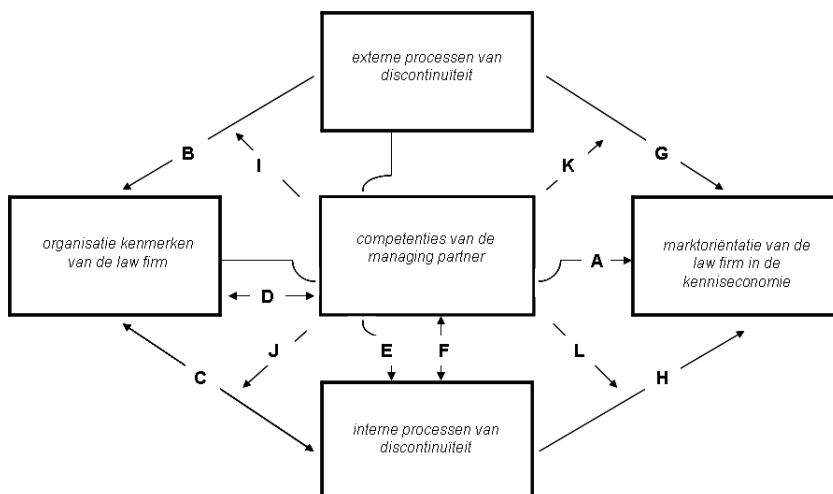 externe processen van
discontinuïteit
B
I
K
G
organisatie kenmerken
van de law firm
competenties van de
managing partner
A
marktoriëntatie van de
law firm in de
kenniseconomie
D
J
E
F
L
C
H
interne processen van
discontinuïteit